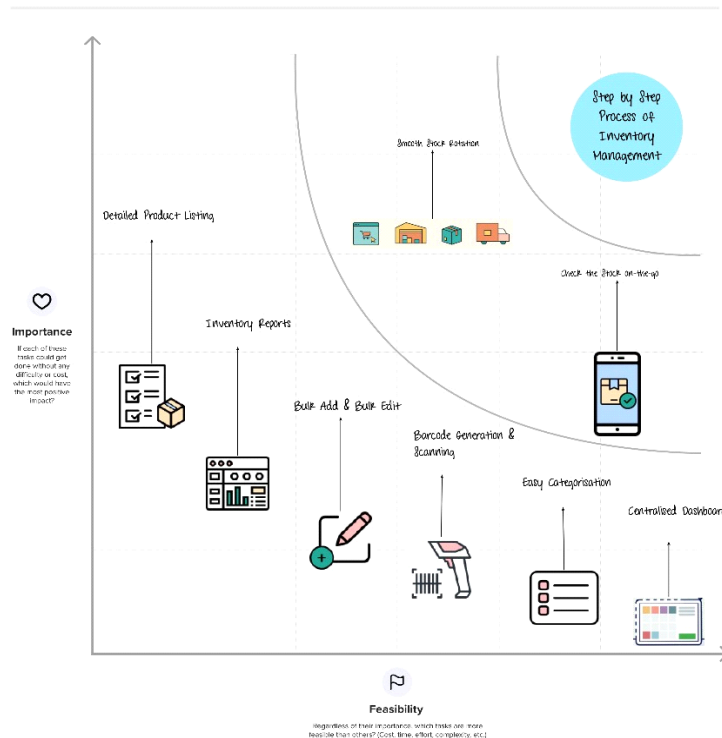 Step by Step
Process of
Inventory
Management
Smooth Stock Rotation
Detailed Product Listing
Check the Stock on-the-go
Importance
If each of these
tasks could get
done without any
difficulty or cost,
which would have
the most positive
impact?
Inventory Reports
Bulk Add & Bulk Edit
Barcode Generation &
Scanning
Easy Categorisation
Centralised Dashboar
Feasibility
Regardless of their importance, which tasks are more
feasible than others? (Cost, time, effort, complexity, etc.)